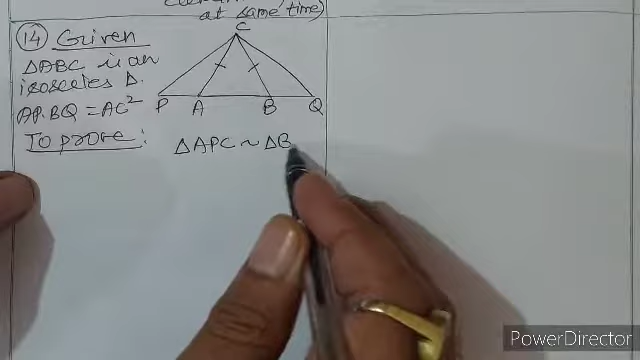 at same time)
14 Given
C
ΔABC is an
isosceles Δ.
AP.BQ = AC²
P A B Q
To prove:
ΔAPC ~ ΔB
PowerDirector